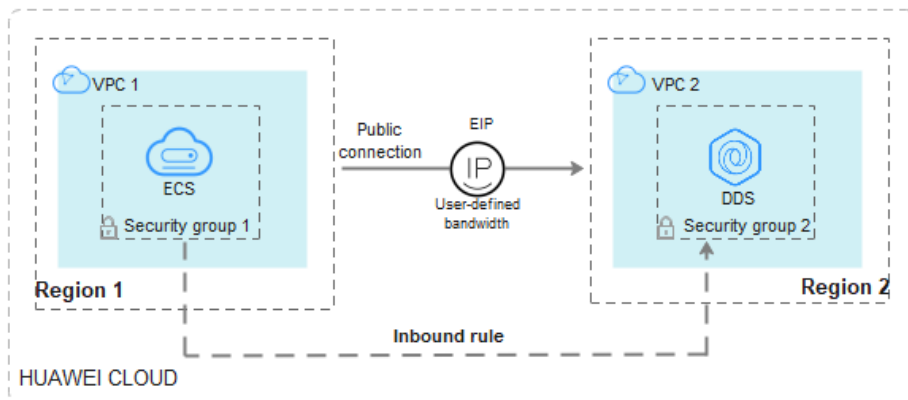 VPC 1
ECS
Security group 1
Region 1
Public
connection
EIP
IP
User-defined
bandwidth
VPC 2
DDS
Security group 2
Region 2
Inbound rule
HUAWEI CLOUD